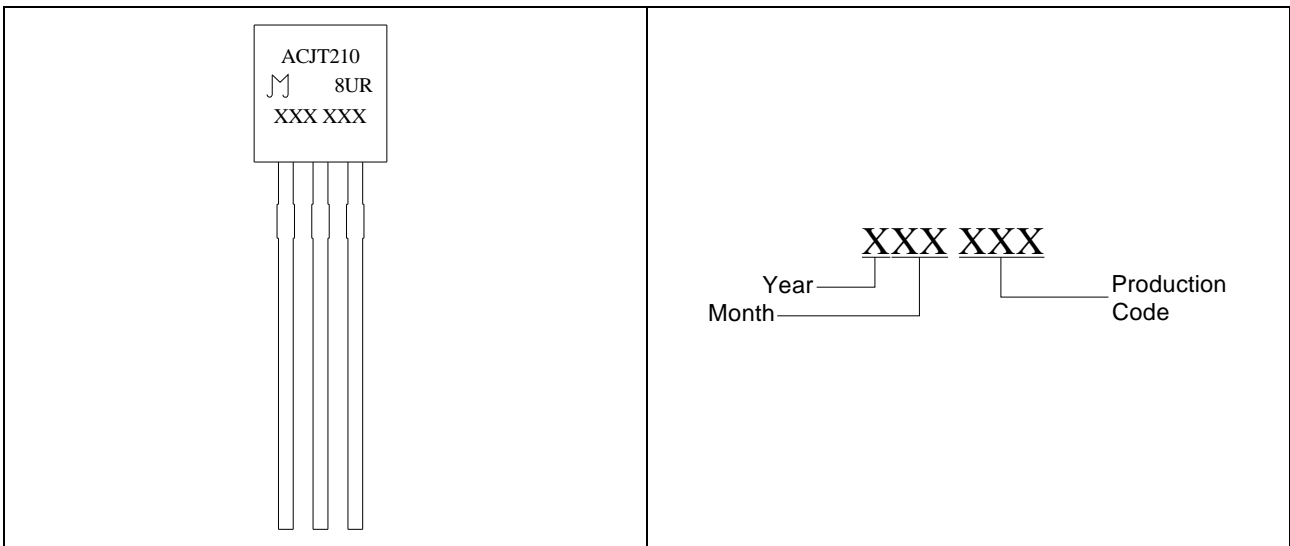 ACJT210
8UR
XXX XXX
XXX XXX
Year
Month
Production
Code